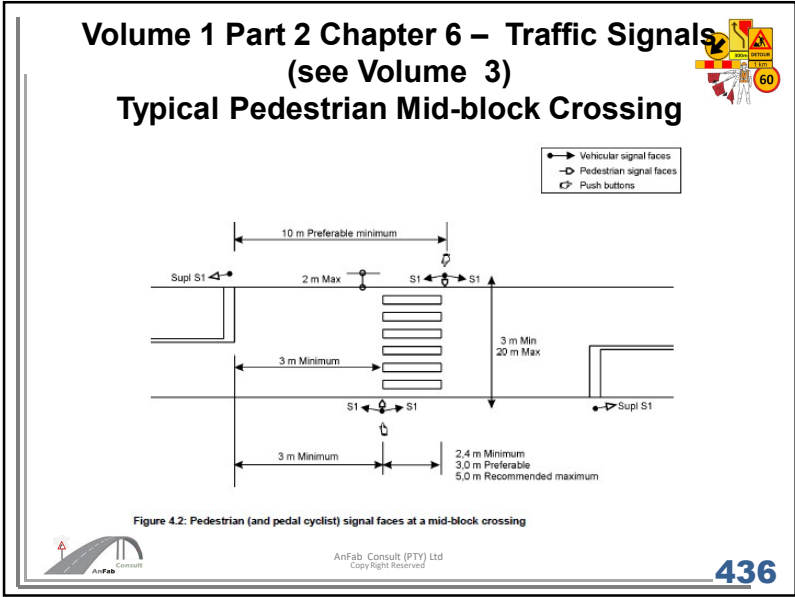 Volume 1 Part 2 Chapter 6 – Traffic Signals
(see Volume 3)
Typical Pedestrian Mid-block Crossing
300m
DETOUR
1 km
60
Vehicular signal faces
Pedestrian signal faces
Push buttons
10 m Preferable minimum
Supl S1
2 m Max
S1
S1
3 m Min
20 m Max
3 m Minimum
S1
S1
Supl S1
3 m Minimum
2,4 m Minimum
3,0 m Preferable
5,0 m Recommended maximum
Figure 4.2: Pedestrian (and pedal cyclist) signal faces at a mid-block crossing
AnFab Consult
AnFab Consult (PTY) Ltd
Copy Right Reserved
436